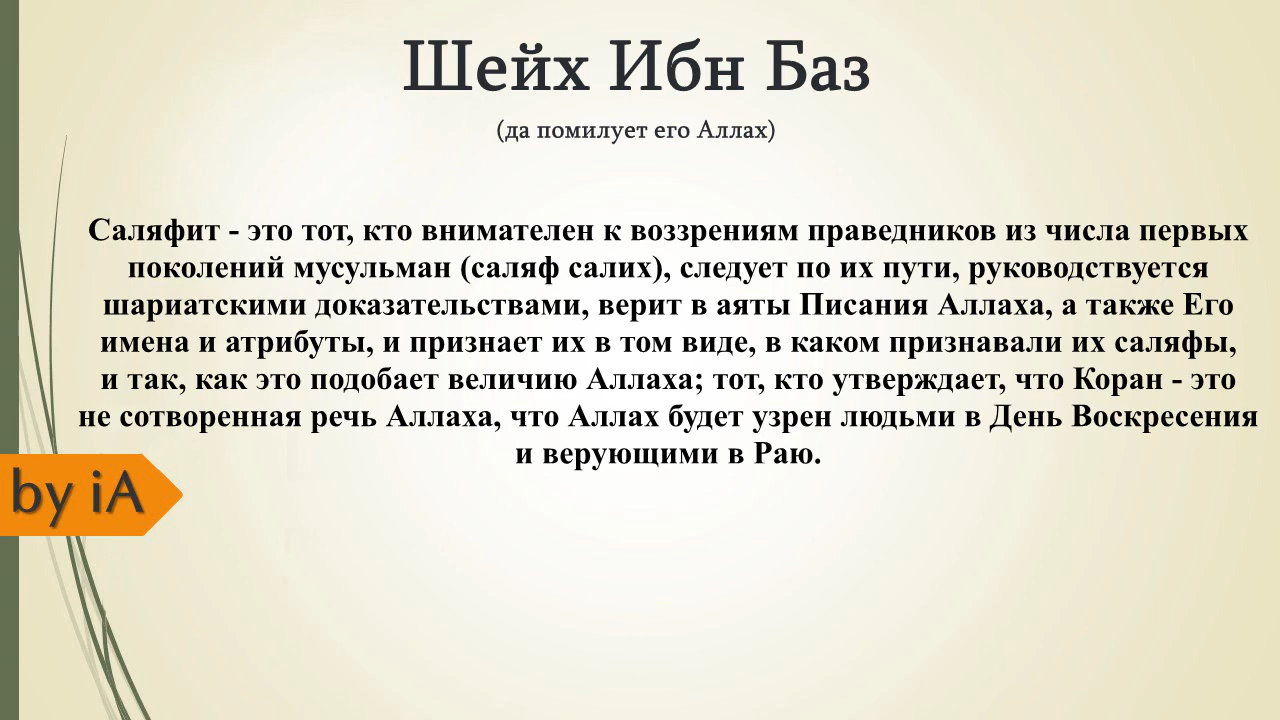 Шейх Ибн Баз
(да помилует его Аллах)
Саляфит - это тот, кто внимателен к воззрениям праведников из числа первых
поколений мусульман (саляф салих), следует по их пути, руководствуется
шариатскими доказательствами, верит в аяты Писания Аллаха, а также Его
имена и атрибуты, и признает их в том виде, в каком признавали их саляфы,
и так, как это подобает величию Аллаха; тот, кто утверждает, что Коран - это
не сотворенная речь Аллаха, что Аллах будет узрен людьми в День Воскресения
и верующими в Раю.
by iA